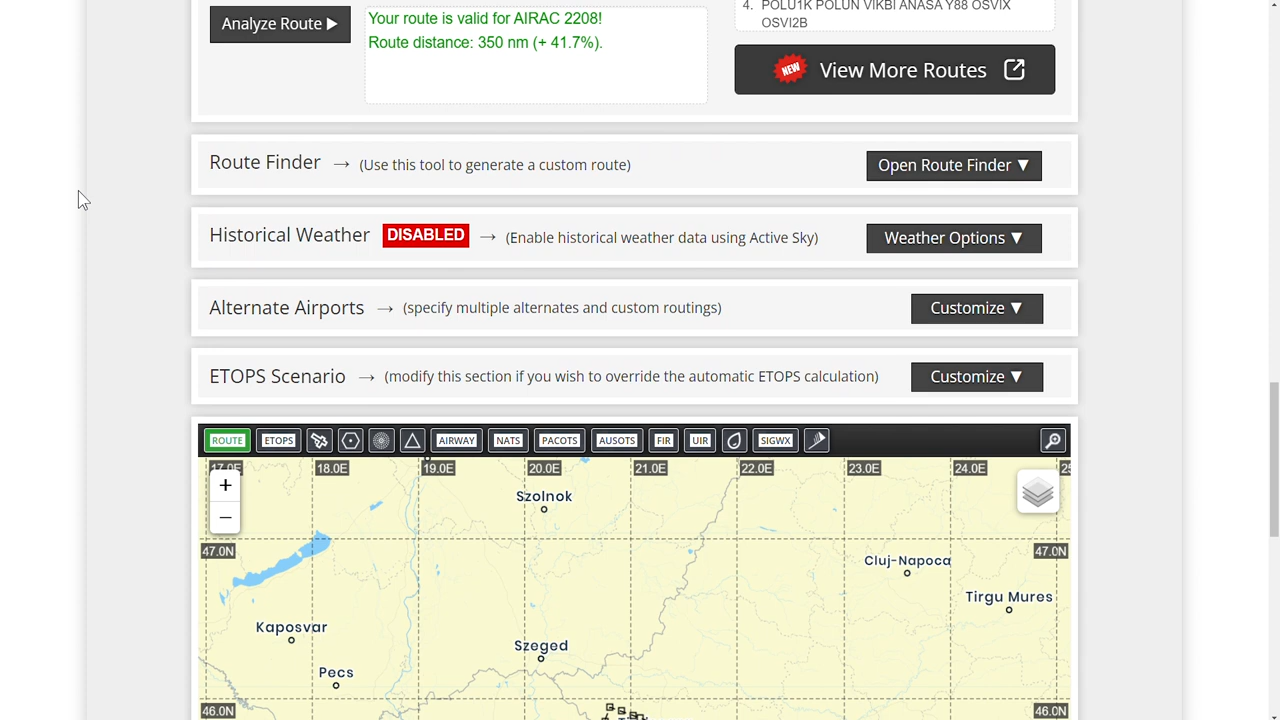 4. POLU1K POLUN VIKBI ANASA Y88 OSVIX
OSVI2B
Analyze Route ▶
Your route is valid for AIRAC 2208!
Route distance: 350 nm (+ 41.7%).
NEW View More Routes
Route Finder → (Use this tool to generate a custom route) Open Route Finder ▼
Historical Weather DISABLED → (Enable historical weather data using Active Sky) Weather Options ▼
Alternate Airports → (specify multiple alternates and custom routings) Customize ▼
ETOPS Scenario → (modify this section if you wish to override the automatic ETOPS calculation) Customize ▼
ROUTE ETOPS AIRWAY NATS PACOTS AUSOTS FIR UIR SIGWX
17.0E 18.0E 19.0E 20.0E 21.0E 22.0E 23.0E 24.0E
+
−
Szolnok
47.0N 47.0N
Cluj-Napoca
Tirgu Mures
Kaposvar
Szeged
Pecs
46.0N 46.0N